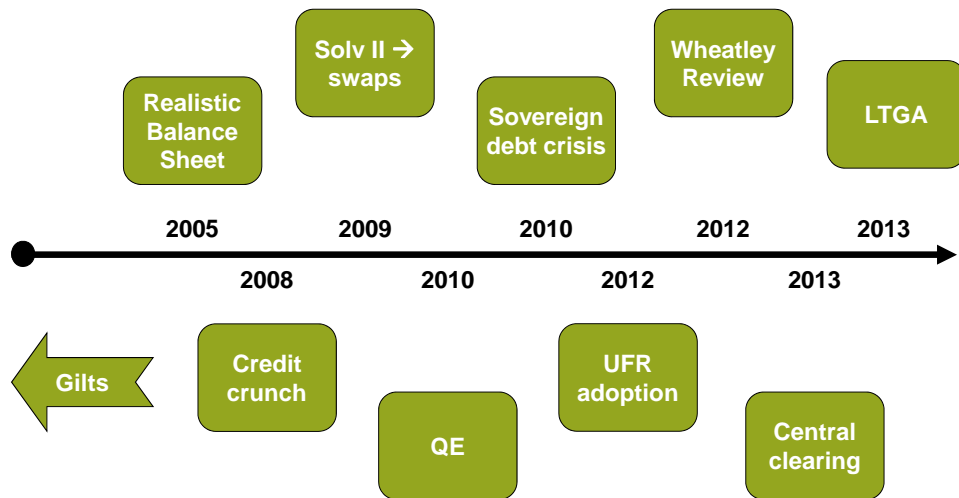 Solv II →
swaps
Wheatley
Review
Realistic
Balance
Sheet
Sovereign
debt crisis
LTGA
2005
2009
2010
2012
2013
2008
2010
2012
2013
Gilts
Credit
crunch
QE
UFR
adoption
Central
clearing